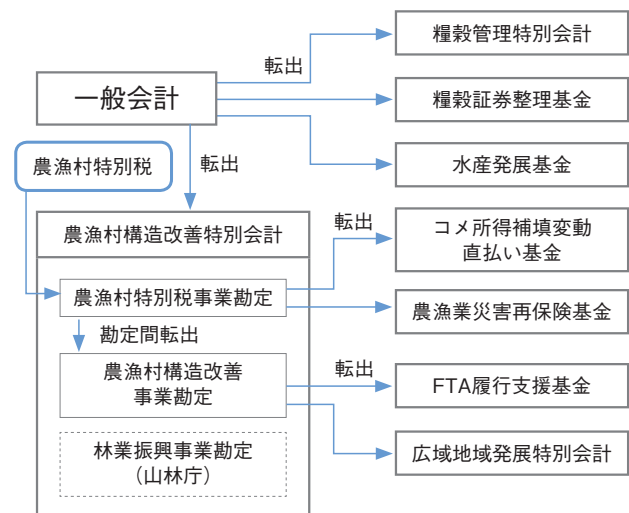 転出
一般会計
糧穀管理特別会計
糧穀証券整理基金
水産発展基金
農漁村特別税
転出
農漁村構造改善特別会計
農漁村特別税事業勘定
転出
コメ所得補填変動
直払い基金
農漁業災害再保険基金
勘定間転出
農漁村構造改善
事業勘定
転出
FTA履行支援基金
広域地域発展特別会計
林業振興事業勘定
(山林庁)